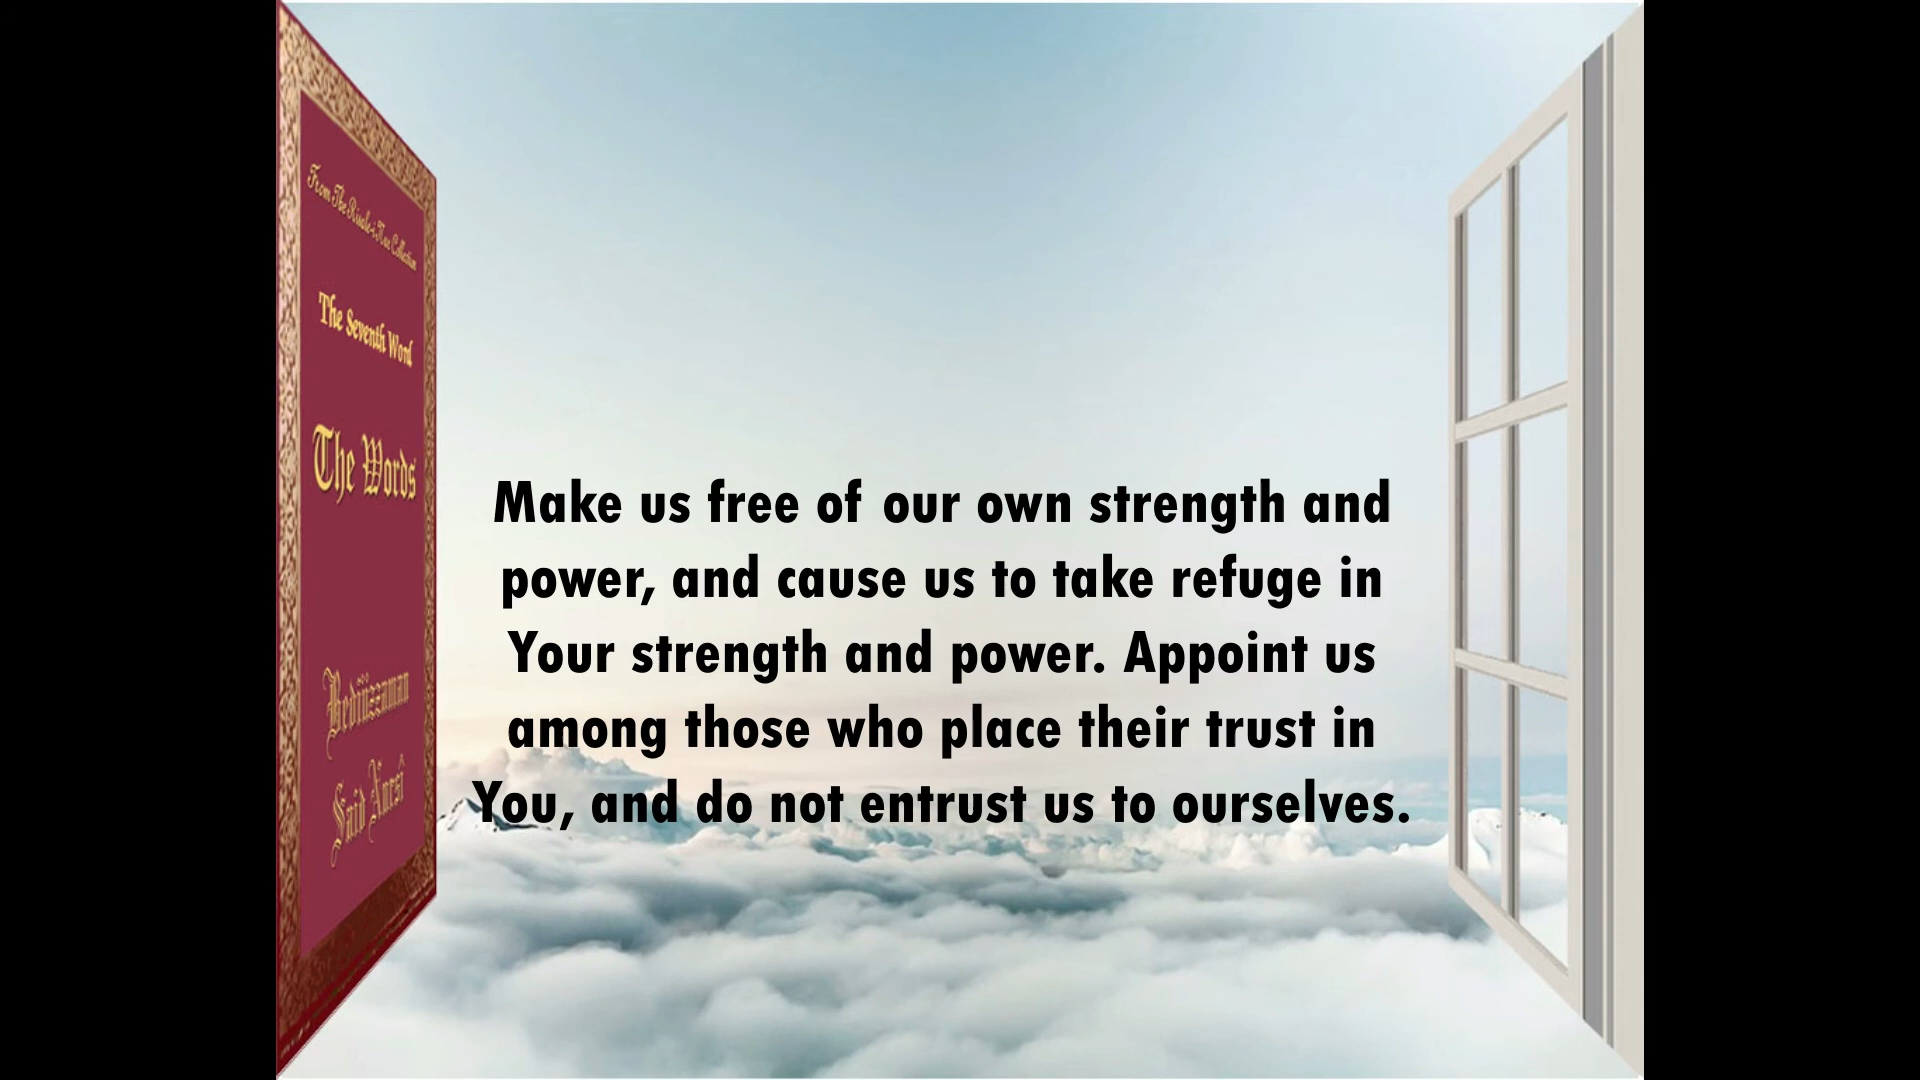 From The Risale-i Nur Collection
The Seventh Word
The Words
Bediüzzaman
Said Nursî
Make us free of our own strength and
power, and cause us to take refuge in
Your strength and power. Appoint us
among those who place their trust in
You, and do not entrust us to ourselves.